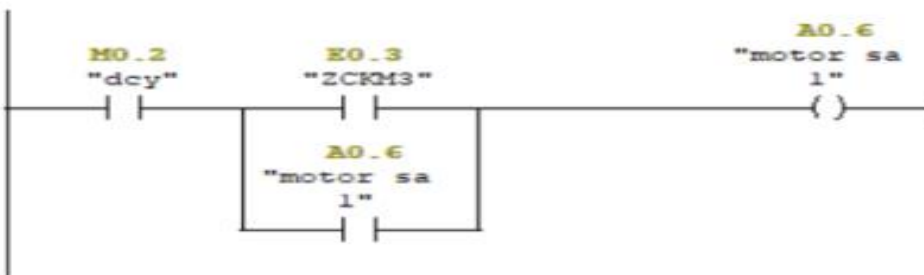 M0.2
"dcy"
E0.3
"ZCKM3"
A0.6
"motor sa
1"
A0.6
"motor sa
1"